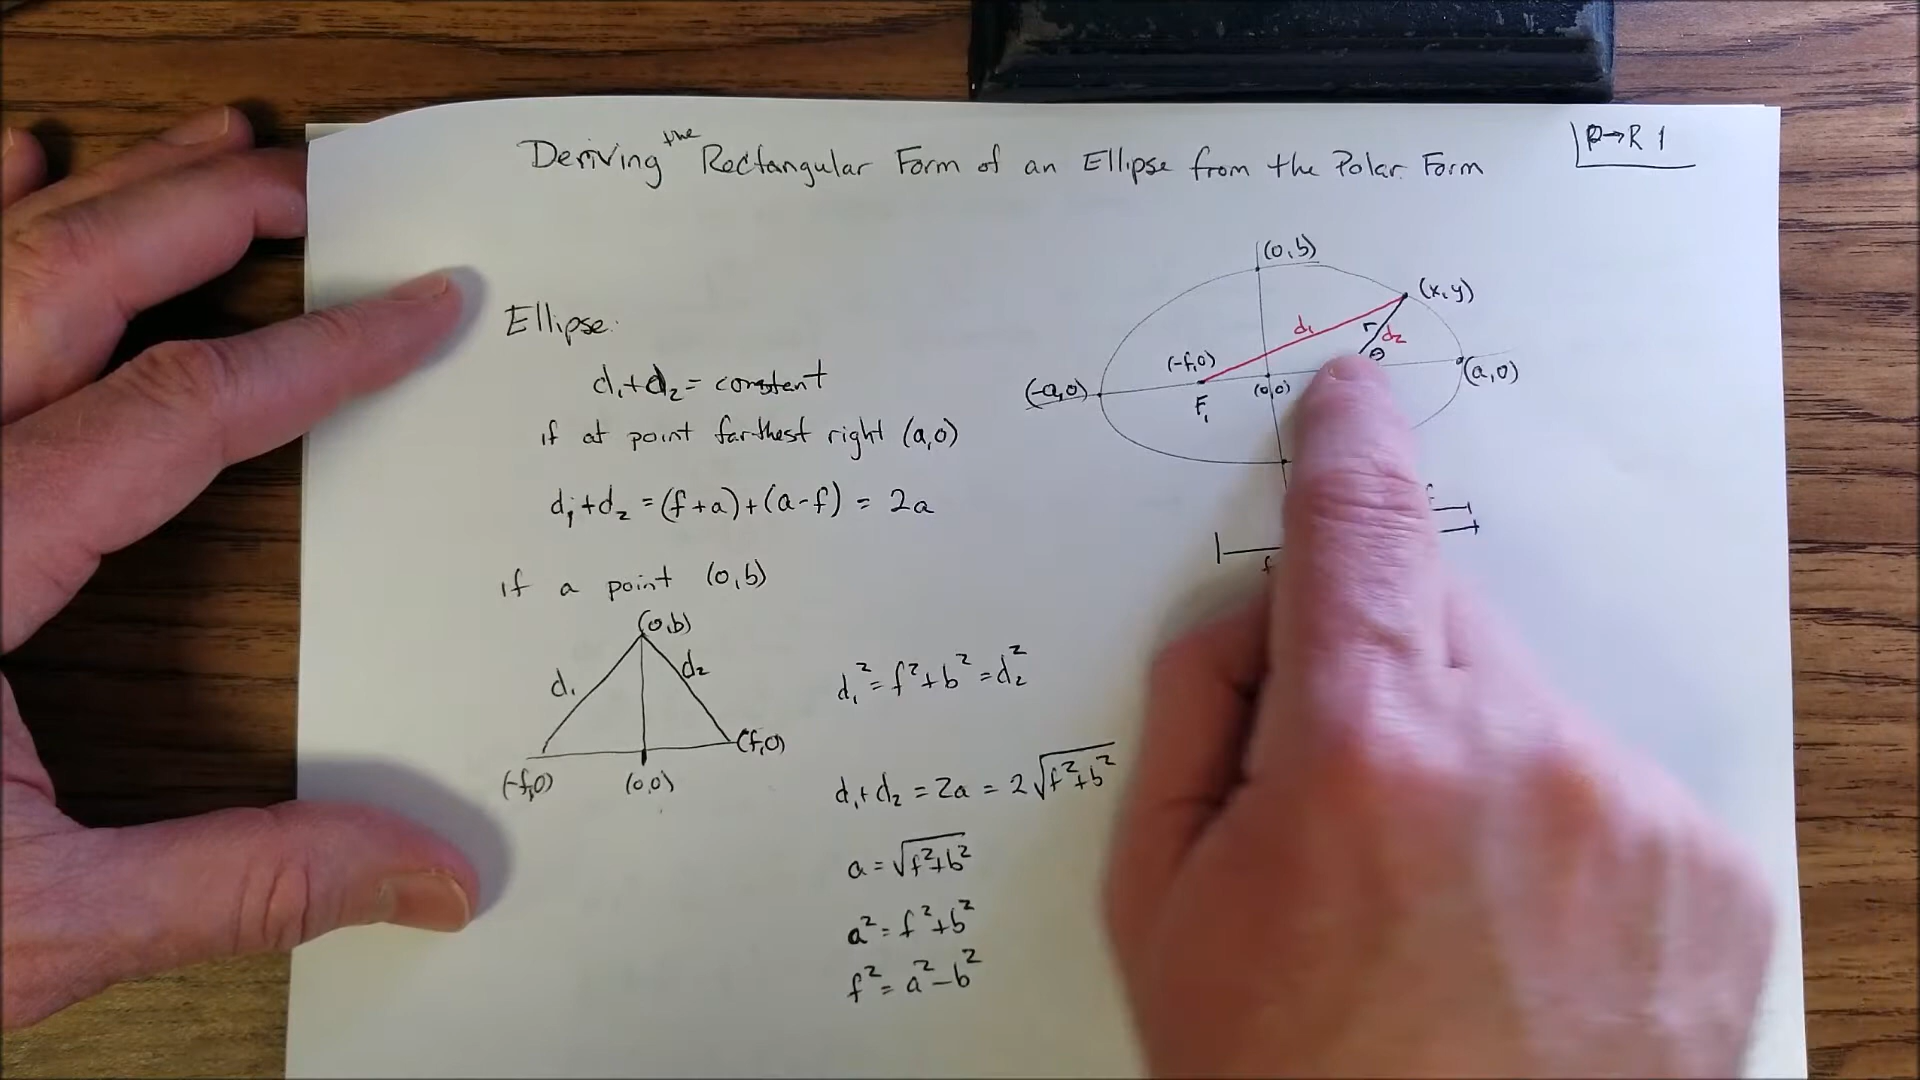 Deriving the Rectangular Form of an Ellipse from the Polar Form
P→R 1
Ellipse:
d₁+d₂ = constant
if at point farthest right (a,0)
d₁+d₂ = (f+a)+(a-f) = 2a
if a point (0,b)
(0,b)
d₁
d₂
(-f,0)
(0,0)
(f,0)
d₁² = f²+b² = d₂²
d₁+d₂ = 2a = 2√f²+b²
a = √f²+b²
a² = f²+b²
f² = a²-b²
(0,b)
(x,y)
d₁
r
d₂
θ
(-f,0)
(-a,0)
F₁
(0,0)
(a,0)
f